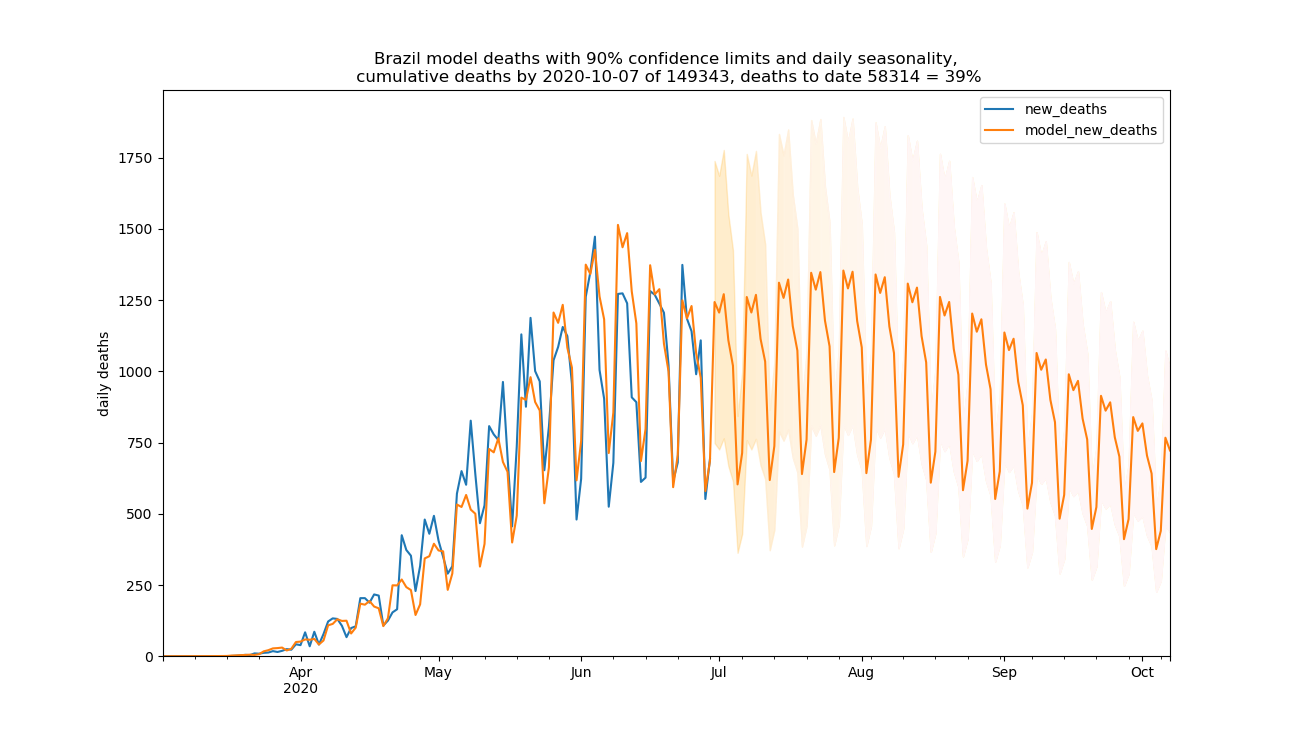 Brazil model deaths with 90% confidence limits and daily seasonality,
cumulative deaths by 2020-10-07 of 149343, deaths to date 58314 = 39%
new_deaths
model_new_deaths
daily deaths
1750
1500
1250
1000
750
500
250
0
Apr May Jun Jul Aug Sep Oct
2020